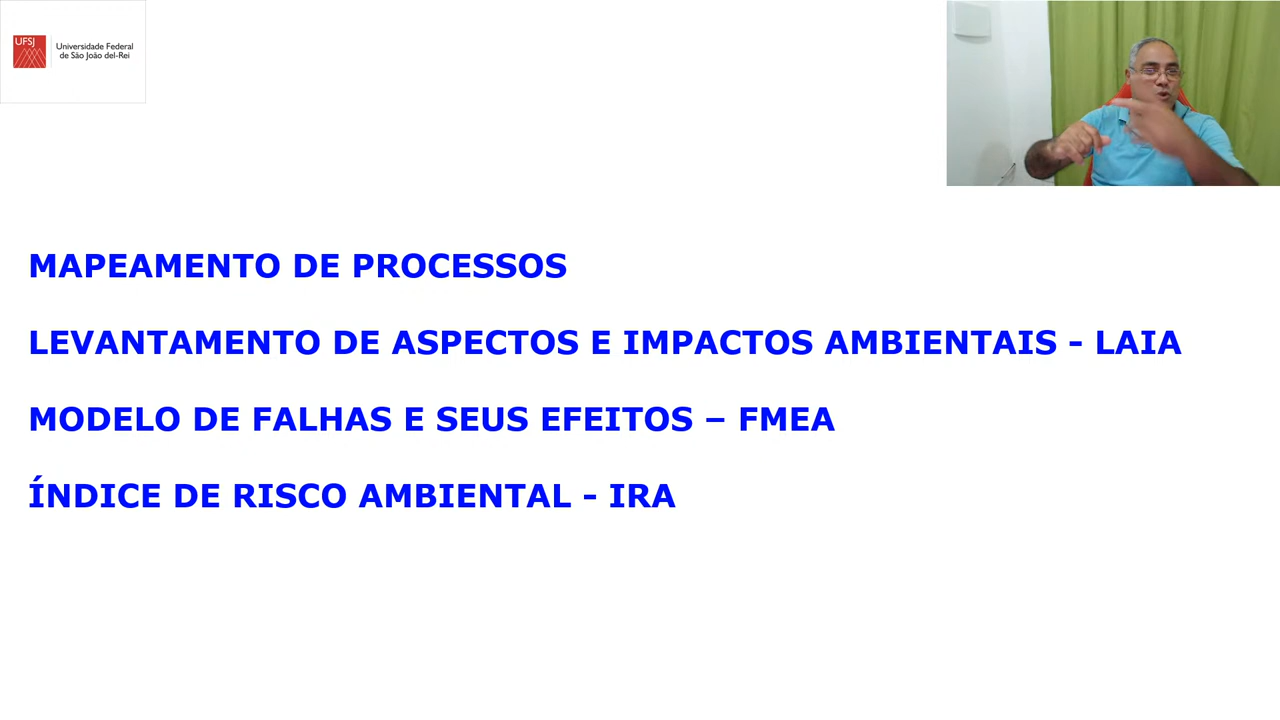 UFSJ
Universidade Federal
de São João del-Rei
MAPEAMENTO DE PROCESSOS
LEVANTAMENTO DE ASPECTOS E IMPACTOS AMBIENTAIS - LAIA
MODELO DE FALHAS E SEUS EFEITOS – FMEA
ÍNDICE DE RISCO AMBIENTAL - IRA